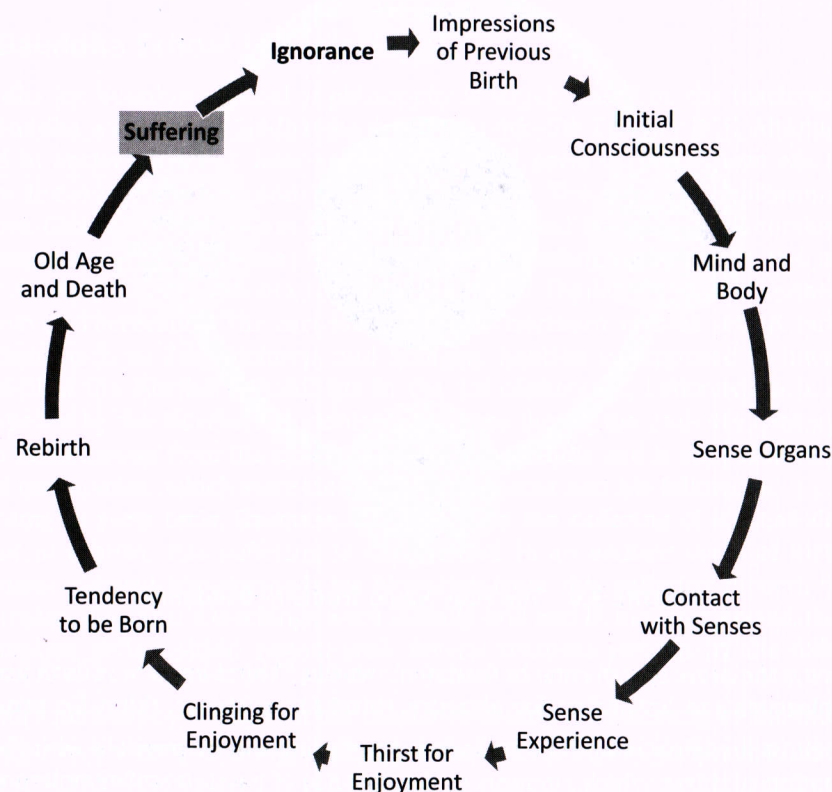 Ignorance
Impressions
of Previous
Birth
Initial
Consciousness
Mind and
Body
Sense Organs
Contact
with Senses
Sense
Experience
Thirst for
Enjoyment
Clinging for
Enjoyment
Tendency
to be Born
Rebirth
Old Age
and Death
Suffering